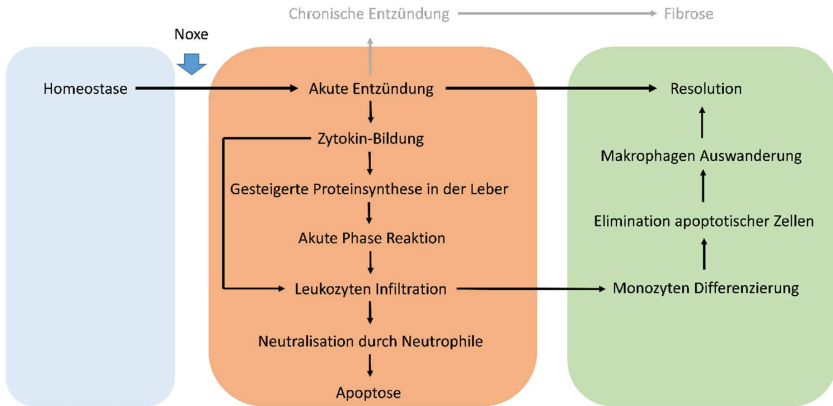 Chronische Entzündung
Fibrose
Noxe
Homeostase
Akute Entzündung
Resolution
Zytokin-Bildung
Makrophagen Auswanderung
Gesteigerte Proteinsynthese in der Leber
Elimination apoptotischer Zellen
Akute Phase Reaktion
Leukozyten Infiltration
Monozyten Differenzierung
Neutralisation durch Neutrophile
Apoptose